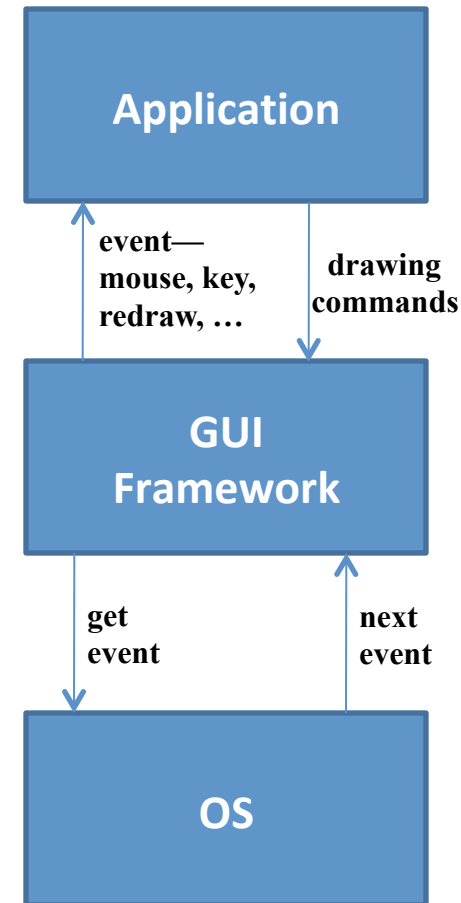 Application
event—
mouse, key,
redraw, …
drawing
commands
GUI
Framework
get
event
next
event
OS